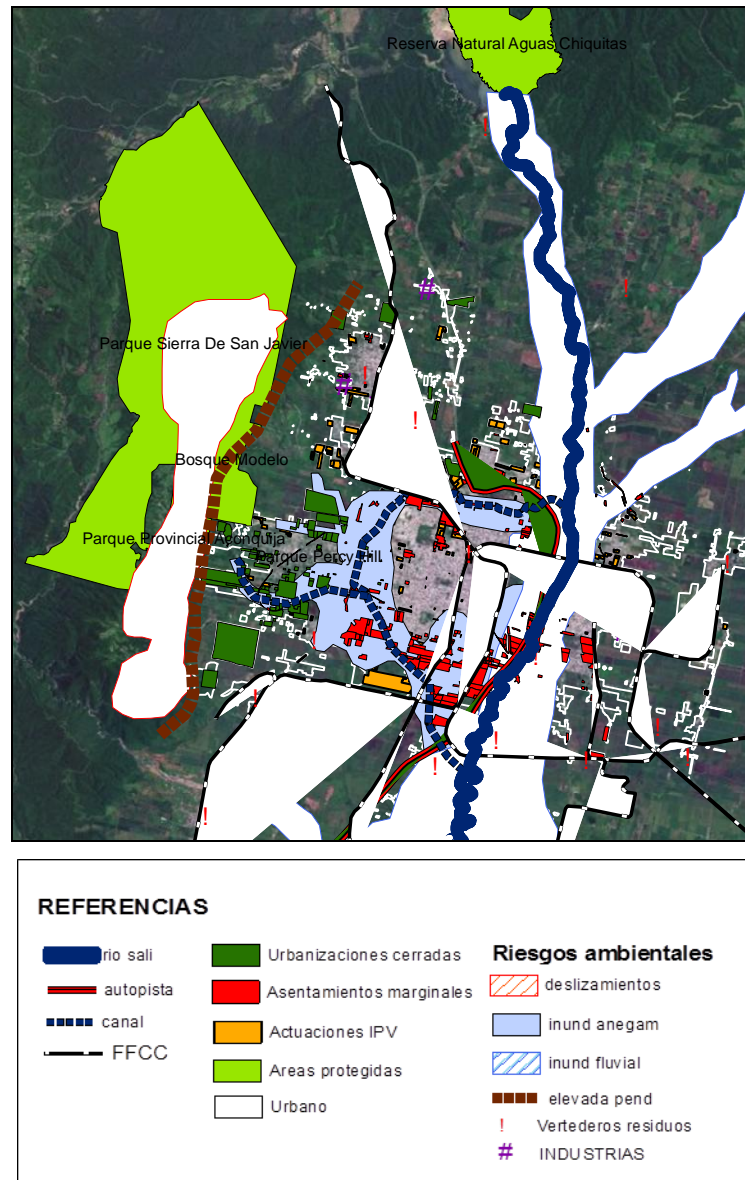 Reserva Natural Aguas Chiquitas
Parque Sierra De San Javier
Bosque Modelo
Parque Provincial Aconquija
Parque Percy Hill
REFERENCIAS
rio sali
autopista
canal
FFCC
Urbanizaciones cerradas
Asentamientos marginales
Actuaciones IPV
Areas protegidas
Urbano
Riesgos ambientales
deslizamientos
inund anegam
inund fluvial
elevada pend
! Vertederos residuos
# INDUSTRIAS